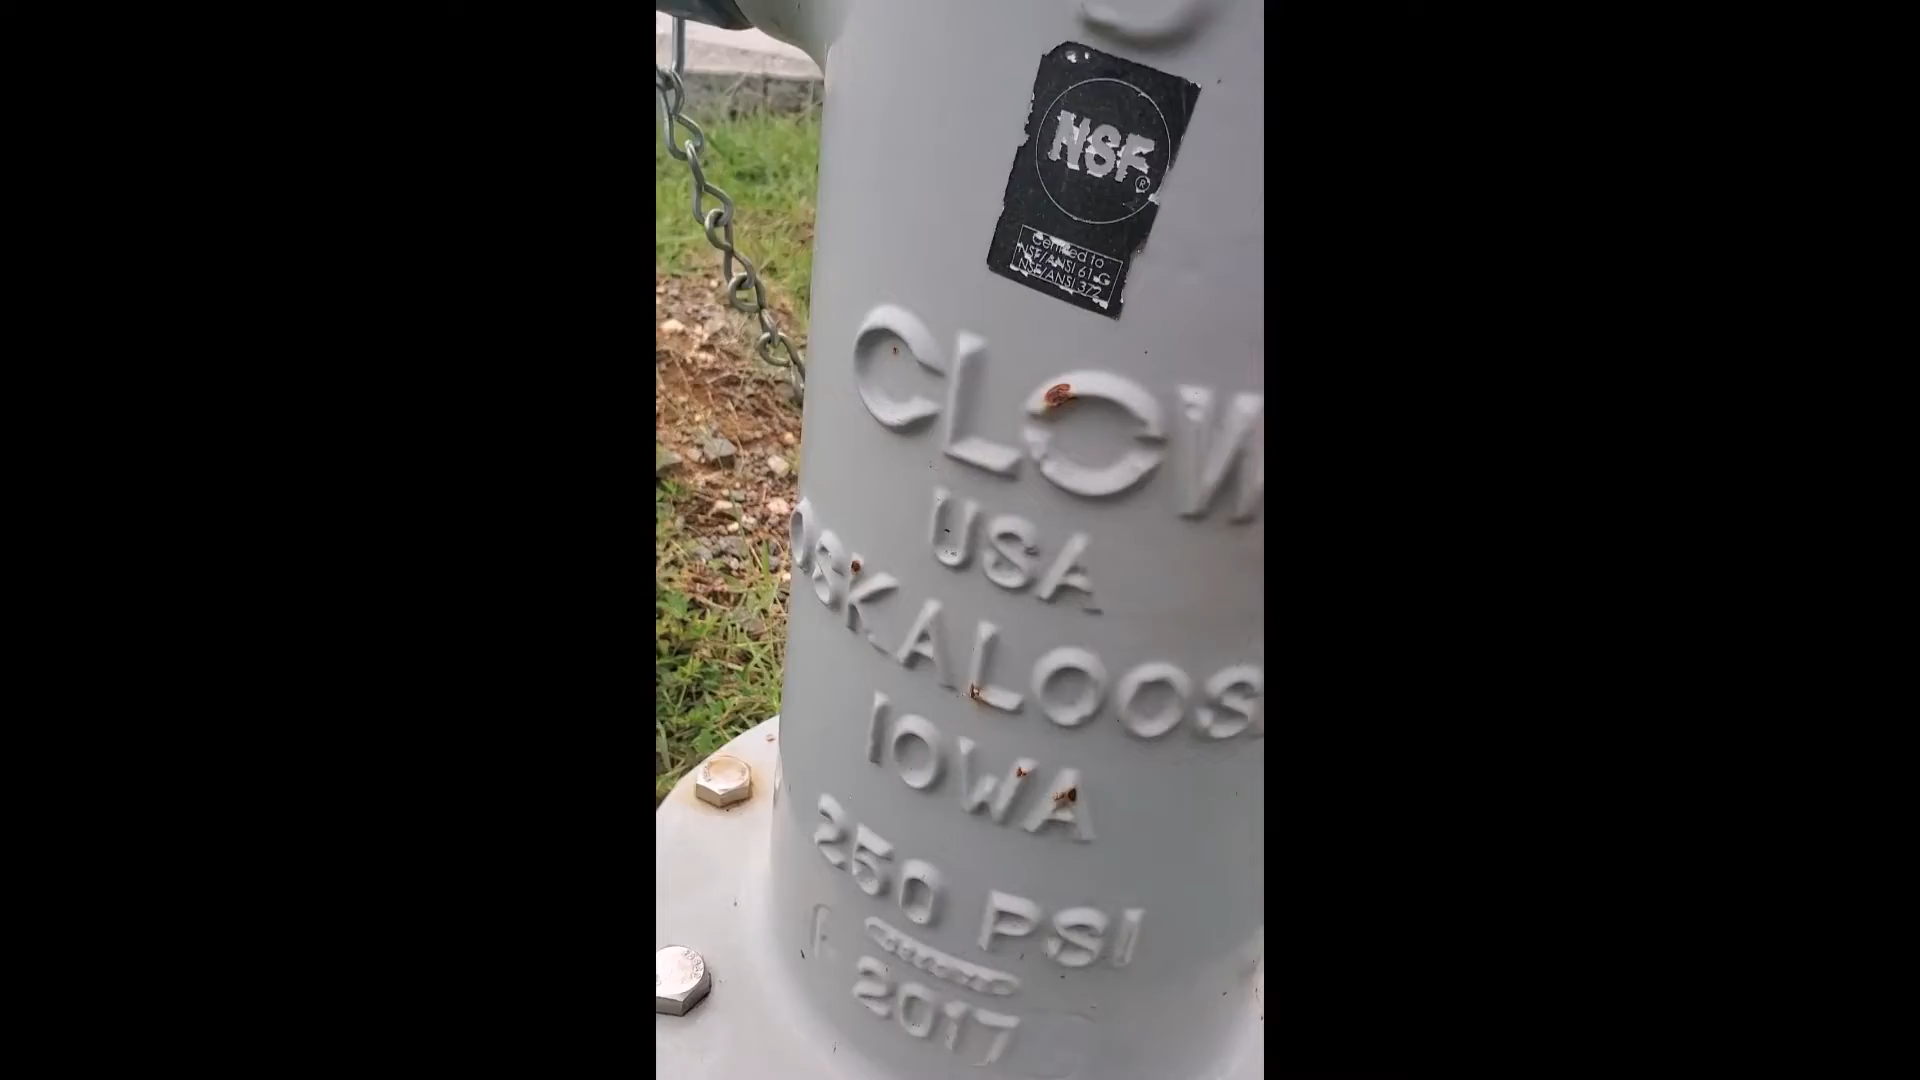 NSF®
Certified to
NSF/ANSI 61-G
NSF/ANSI 372
CLOW
USA
OSKALOOS
IOWA
250 PSI
2017